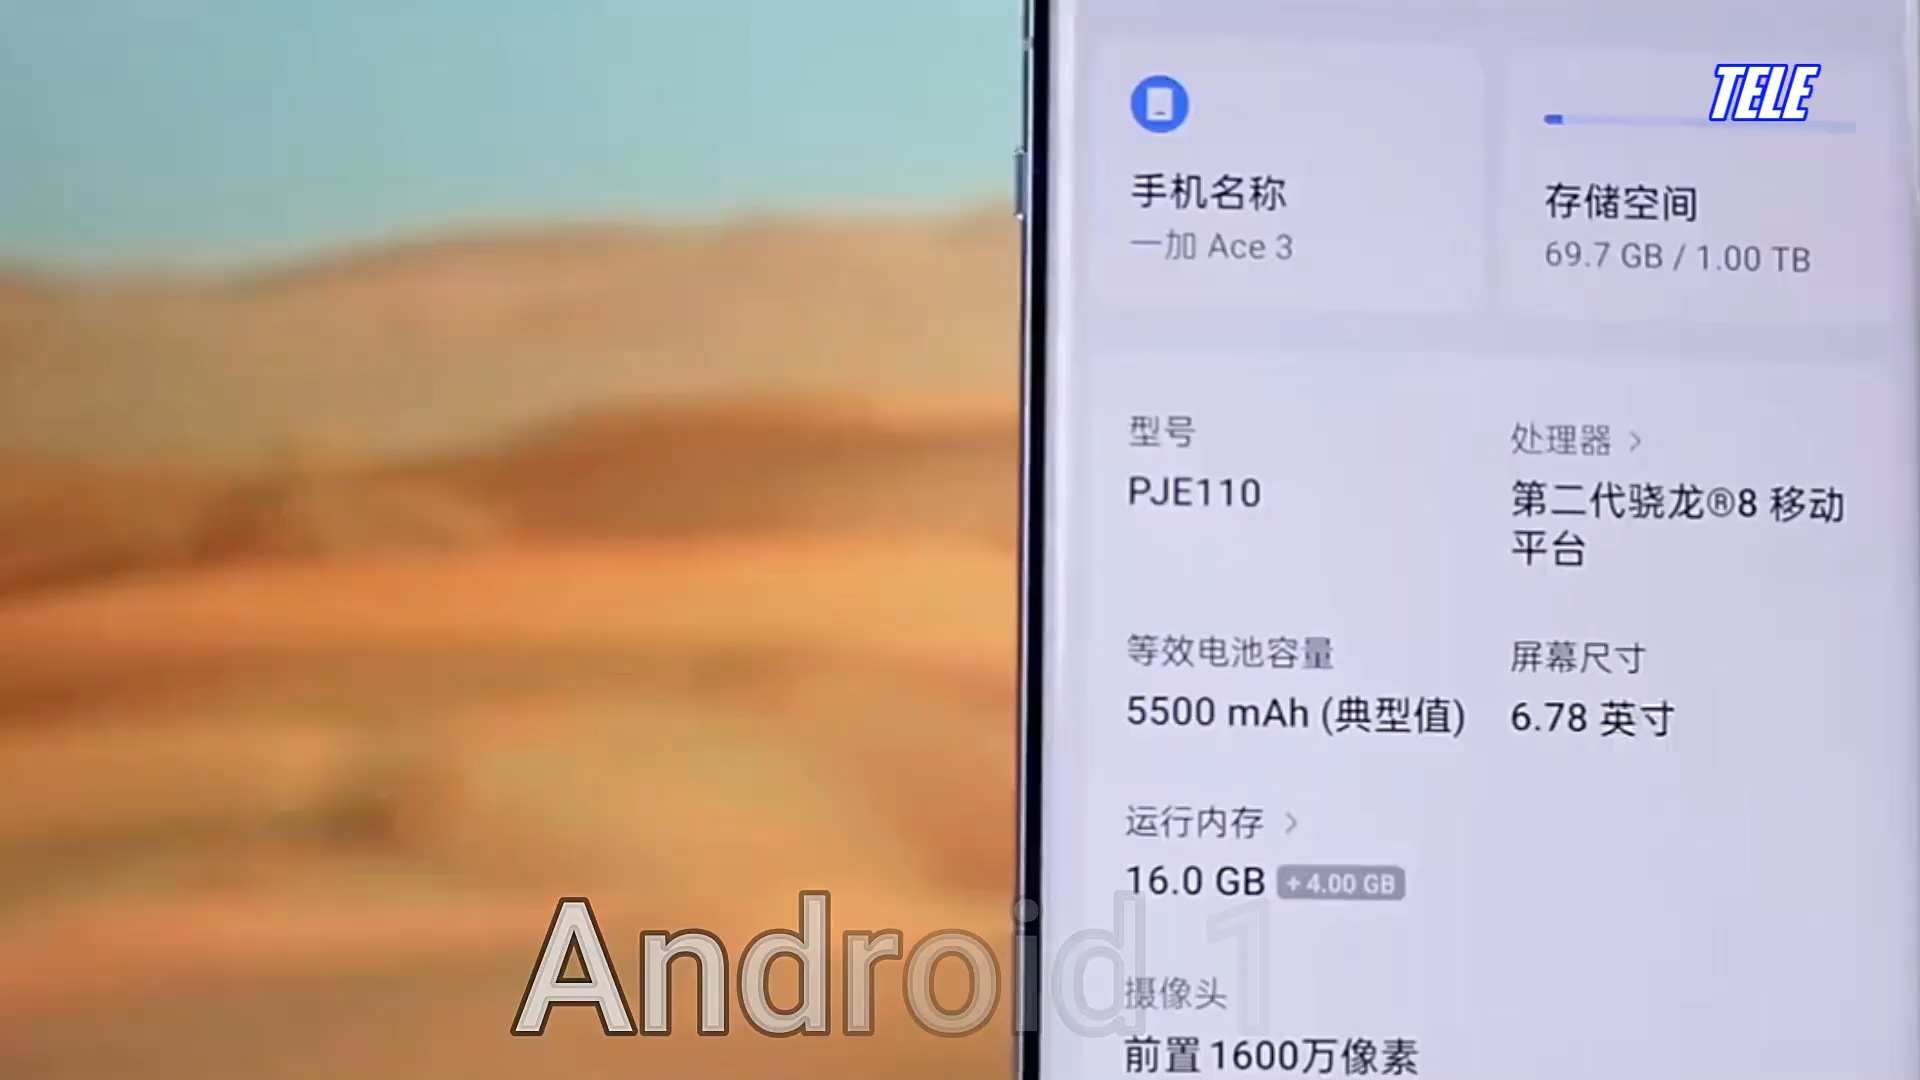 TELE
手机名称
一加 Ace 3
存储空间
69.7 GB / 1.00 TB
型号
PJE110
处理器 >
第二代骁龙®8 移动
平台
等效电池容量
5500 mAh (典型值)
屏幕尺寸
6.78 英寸
运行内存 >
16.0 GB +4.00 GB
摄像头
前置 1600万像素
Android 1